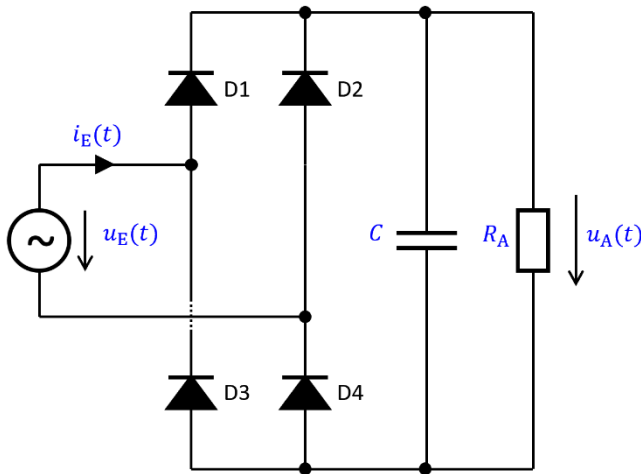 D1
D2
i_E(t)
u_E(t)
C
R_A
u_A(t)
D3
D4